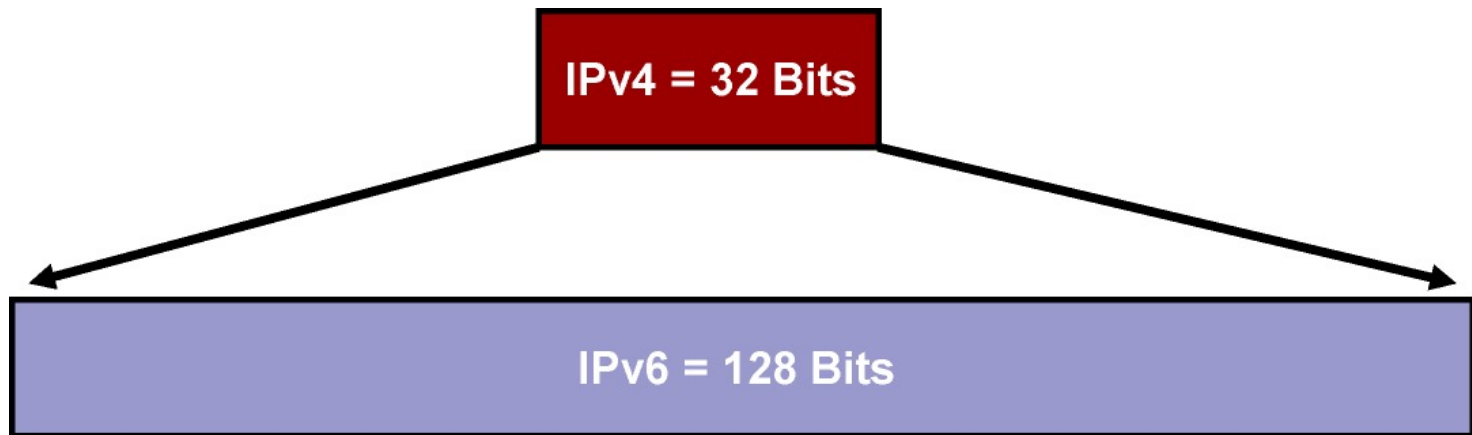 IPv4 = 32 Bits
IPv6 = 128 Bits